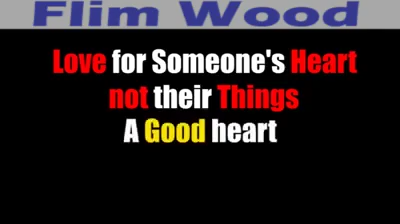 Flim Wood
Love for Someone's Heart
not their Things
A Good heart